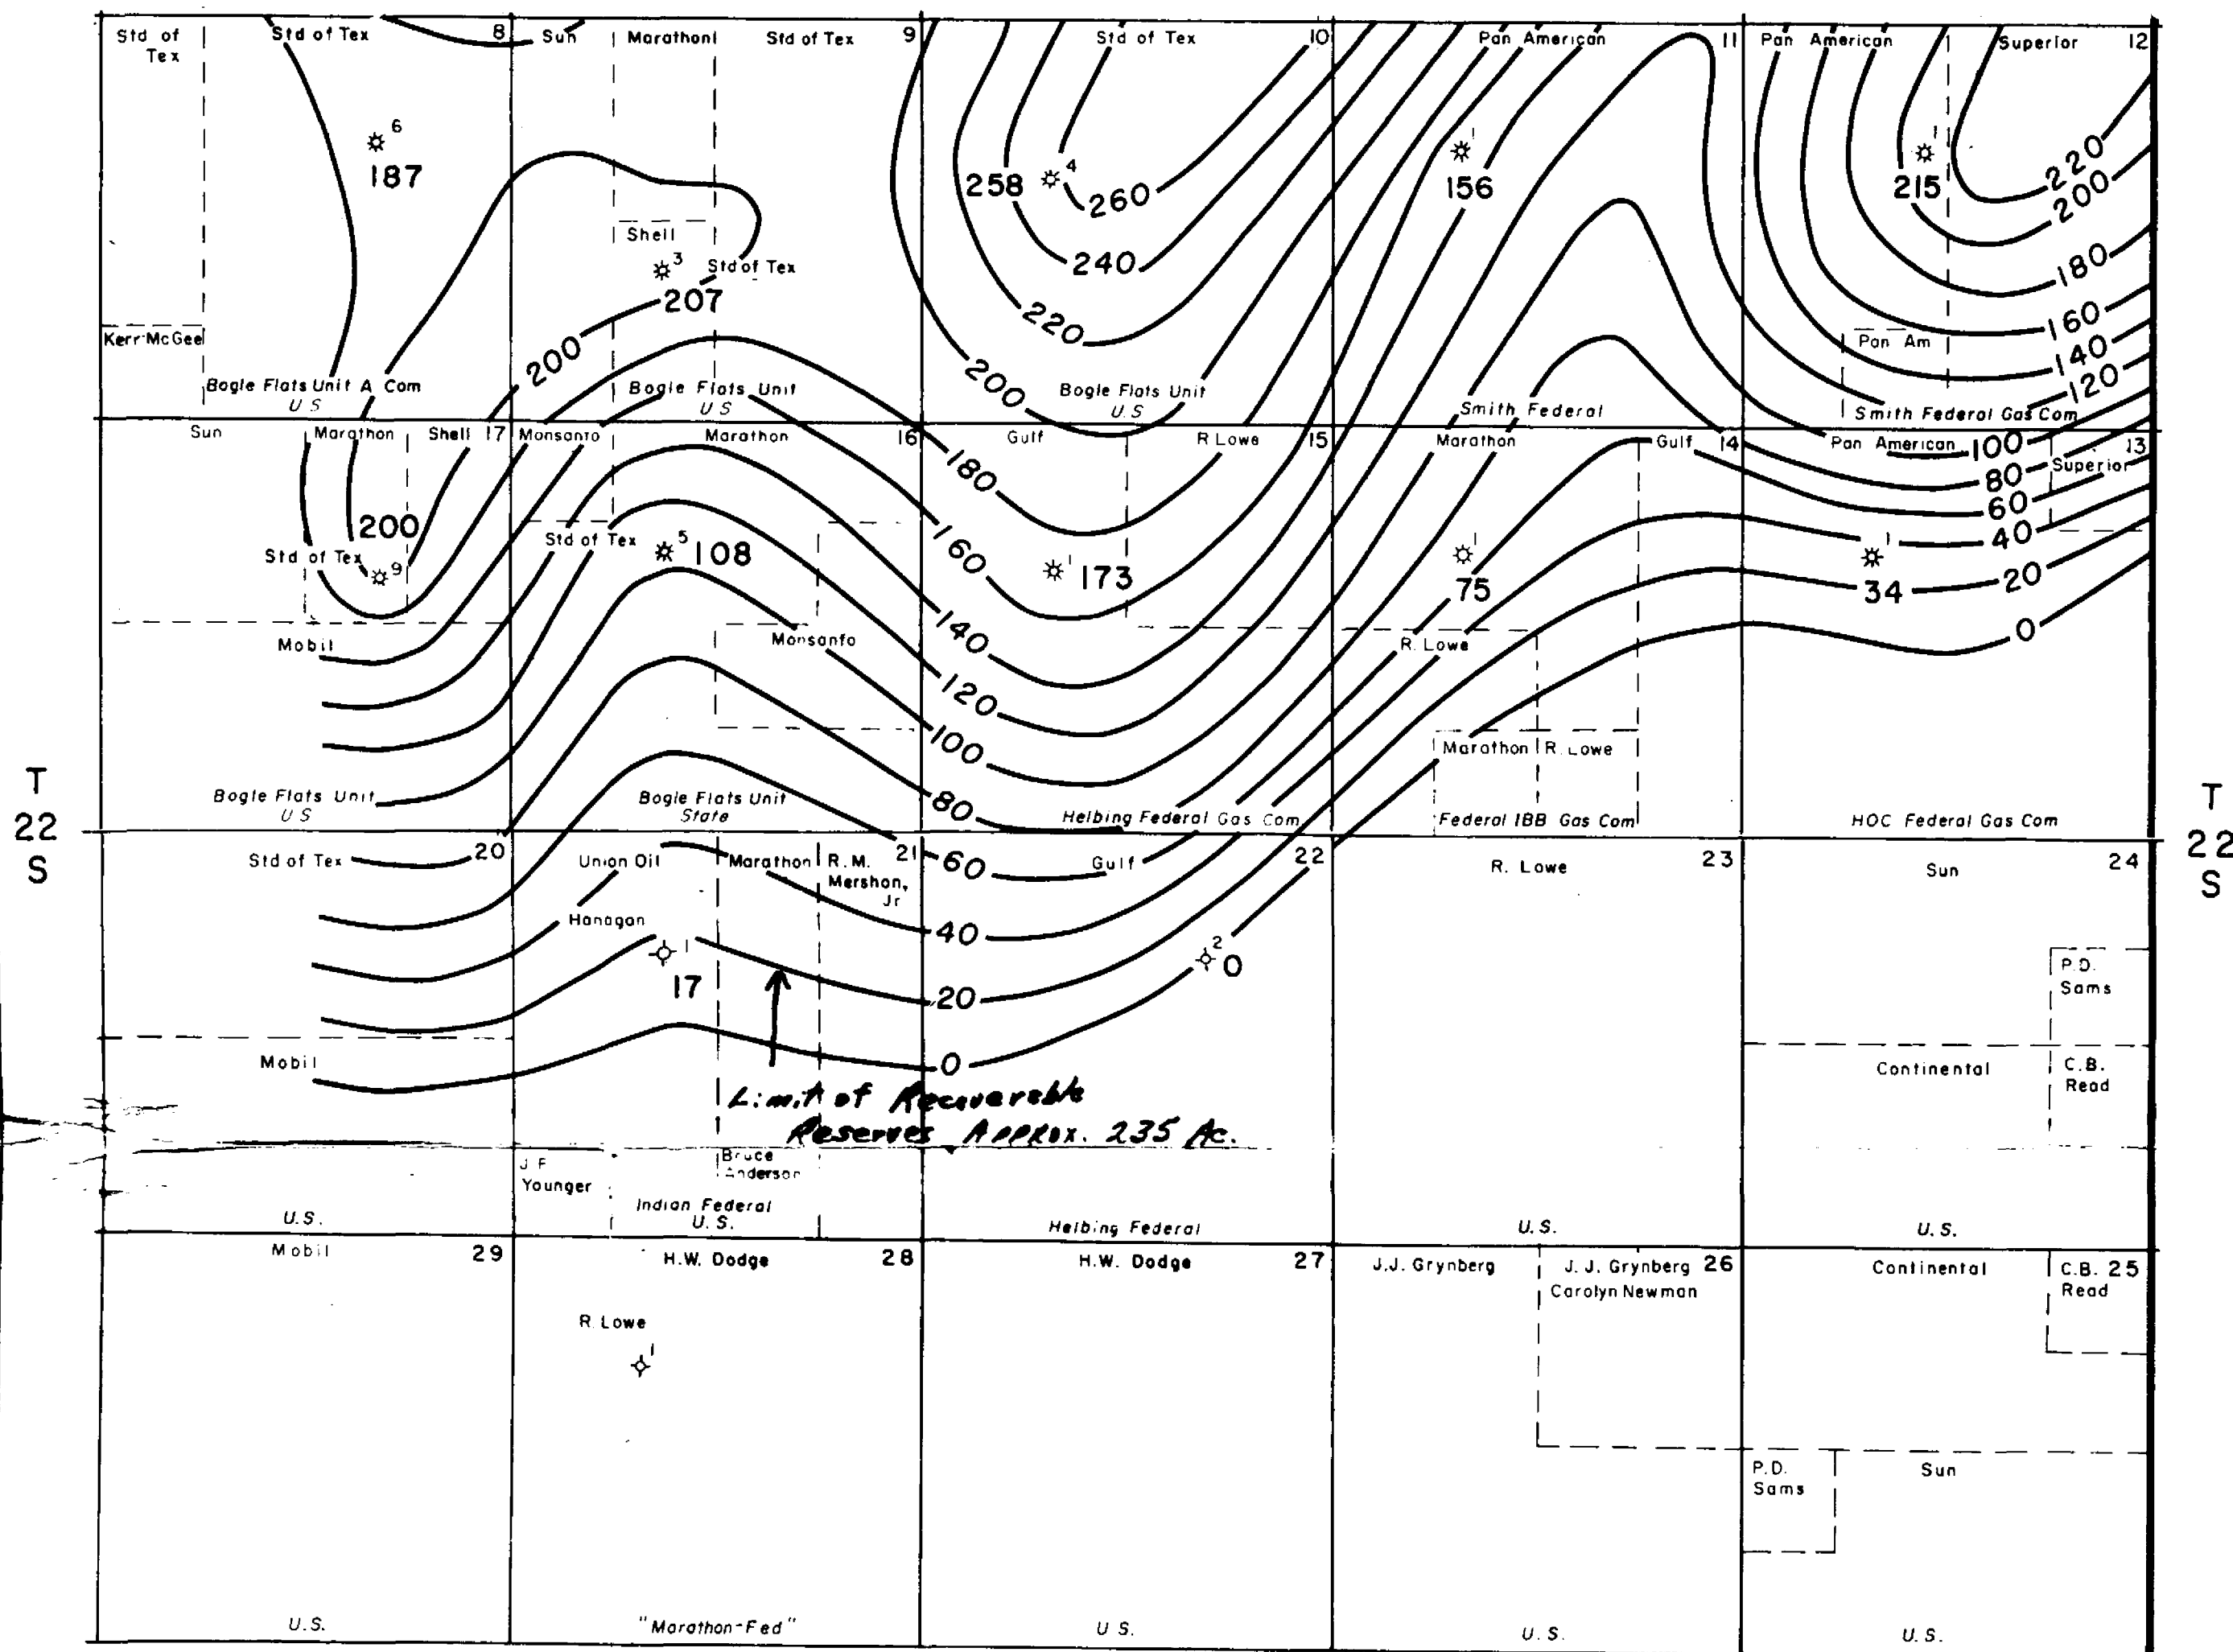 Std of
Tex
Std of Tex
8
Sun
Marathon
Std of Tex
9
Std of Tex
10
Pan American
11
Pan American
Superior
12
6
187
258
4
260
1
156
1
215
220
200
Shell
3
Std of Tex
207
240
180
220
160
Kerr McGee
200
Pan Am
140
200
120
Bogle Flats Unit A Com
U S
Bogle Flats Unit
U S
Bogle Flats Unit
U.S
Smith Federal
Smith Federal Gas Com
Sun
Marathon
Shell
17
Monsanto
Marathon
16
Gulf
R Lowe
15
Marathon
Gulf
14
Pan American
100
13
180
80
Superior
60
200
Std of Tex
9
Std of Tex
5
108
160
1
173
1
75
1
34
40
20
Mobil
Monsanto
140
R. Lowe
0
120
100
Marathon
R. Lowe
T
22
S
Bogle Flats Unit
U S
Bogle Flats Unit
State
80
Helbing Federal Gas Com
Federal IBB Gas Com
HOC Federal Gas Com
T
22
S
Std of Tex
20
Union Oil
Marathon
R.M.
Mershon,
Jr
21
60
Gulf
22
R. Lowe
23
Sun
24
Hanagan
40
1
17
2
0
P.D.
Sams
20
Mobil
0
Continental
C.B.
Read
Limit of Recoverable
Reserves Approx. 235 Ac.
J F
Younger
Bruce
Anderson
Indian Federal
U.S.
U.S.
Helbing Federal
U.S.
U.S.
Mobil
29
H.W. Dodge
28
H.W. Dodge
27
J.J. Grynberg
J. J. Grynberg
Carolyn Newman
26
Continental
C.B.
Read
25
R. Lowe
1
P.D.
Sams
Sun
U.S.
"Marathon-Fed"
U S.
U.S.
U.S.